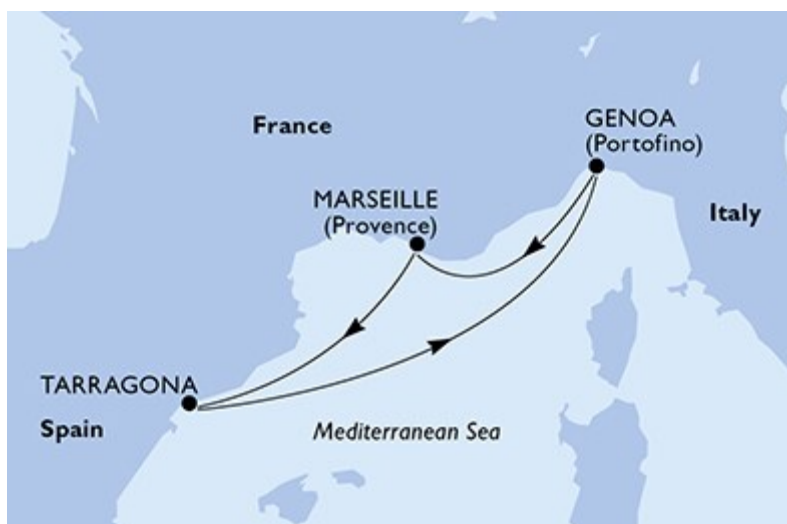 France
GENOA
(Portofino)
MARSEILLE
(Provence)
Italy
TARRAGONA
Spain
Mediterranean Sea